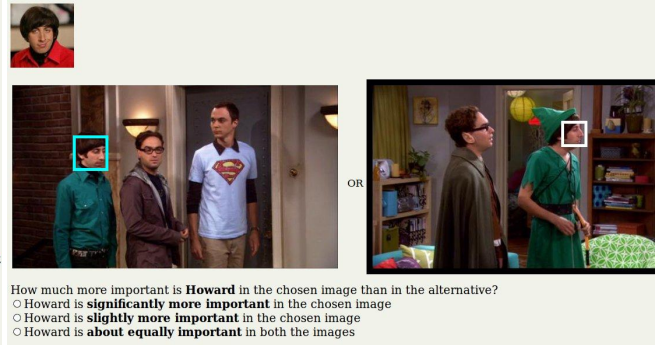 OR
How much more important is Howard in the chosen image than in the alternative?
Howard is significantly more important in the chosen image
Howard is slightly more important in the chosen image
Howard is about equally important in both the images